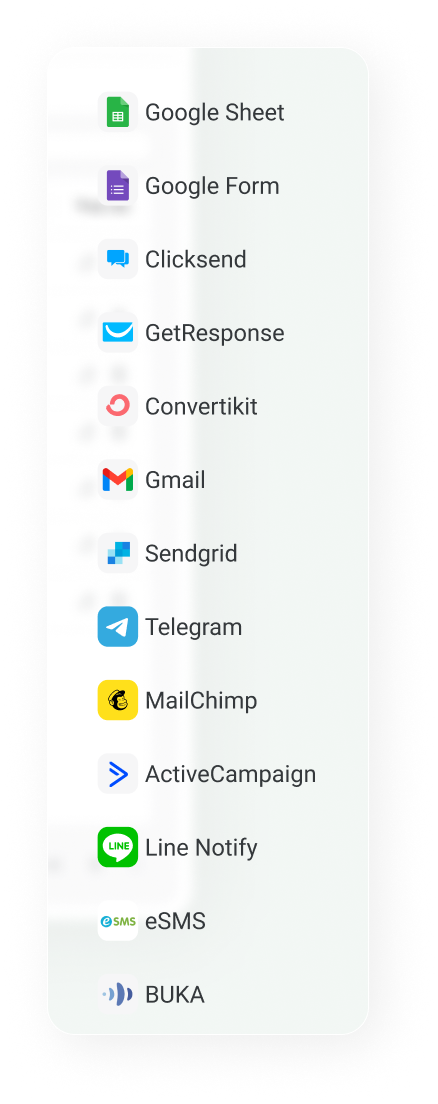 Google Sheet
Google Form
Clicksend
GetResponse
Convertikit
Gmail
Sendgrid
Telegram
MailChimp
ActiveCampaign
LINE
Line Notify
eSMS
eSMS
BUKA